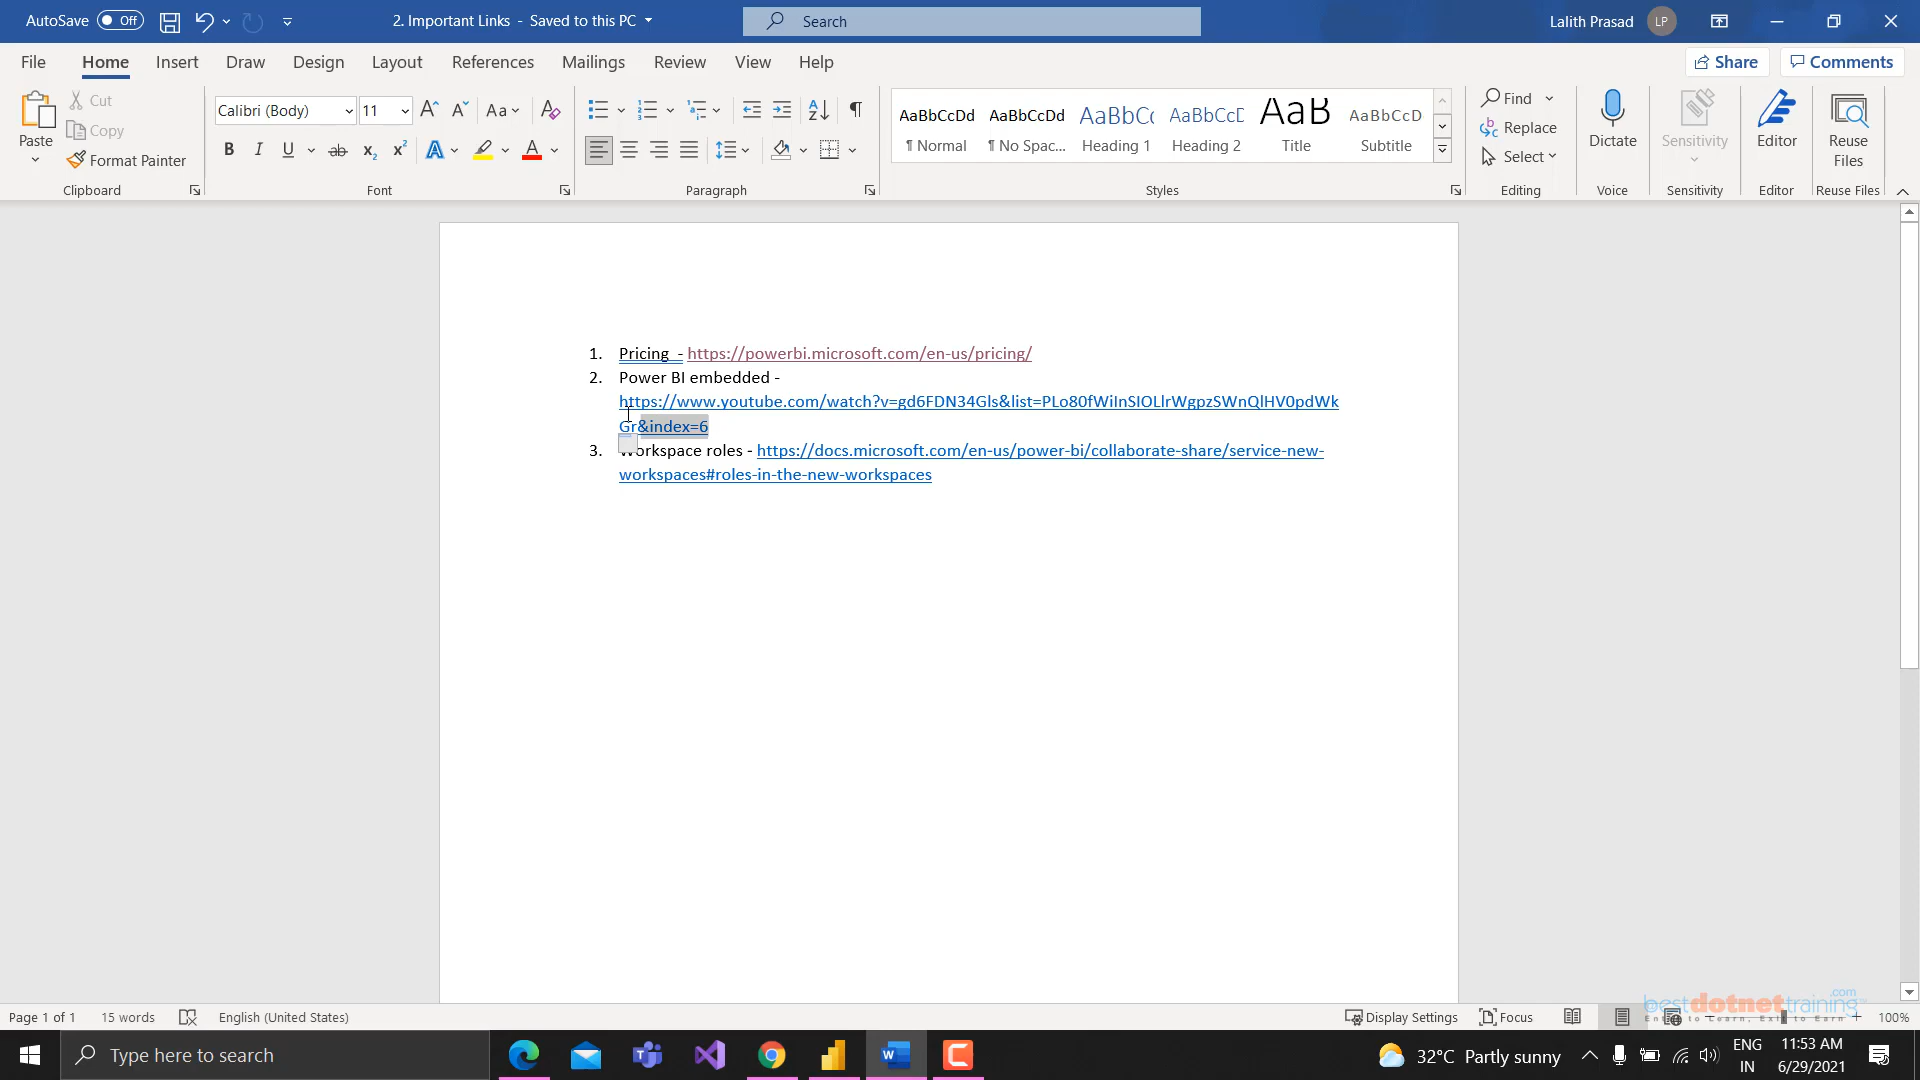 AutoSave Off 2. Important Links - Saved to this PC Search Lalith Prasad LP
File Home Insert Draw Design Layout References Mailings Review View Help Share Comments
Paste Cut Copy Format Painter Clipboard
Calibri (Body) 11 Aa
Font
Paragraph
AaBbCcDd AaBbCcDd AaBbCc AaBbCcD AaB AaBbCcD
¶ Normal ¶ No Spac... Heading 1 Heading 2 Title Subtitle
Styles
Find Replace Select Editing
Dictate Voice
Sensitivity Sensitivity
Editor Editor
Reuse Files Reuse Files
1. Pricing - https://powerbi.microsoft.com/en-us/pricing/
2. Power BI embedded -
https://www.youtube.com/watch?v=gd6FDN34Gls&list=PLo80fWiInSIOLlrWgpzSWnQlHV0pdWk
Gr&index=6
3. Workspace roles - https://docs.microsoft.com/en-us/power-bi/collaborate-share/service-new-
workspaces#roles-in-the-new-workspaces
bestdotnettraining.com
Page 1 of 1 15 words English (United States) Display Settings Focus 100%
Type here to search 32°C Partly sunny ENG IN 11:53 AM 6/29/2021